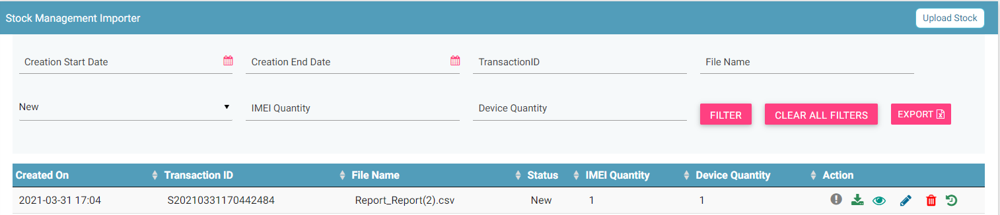 Stock Management Importer Upload Stock
Creation Start Date Creation End Date TransactionID File Name
New IMEI Quantity Device Quantity FILTER CLEAR ALL FILTERS EXPORT
Created On Transaction ID File Name Status IMEI Quantity Device Quantity Action
2021-03-31 17:04 S20210331170442484 Report_Report(2).csv New 1 1